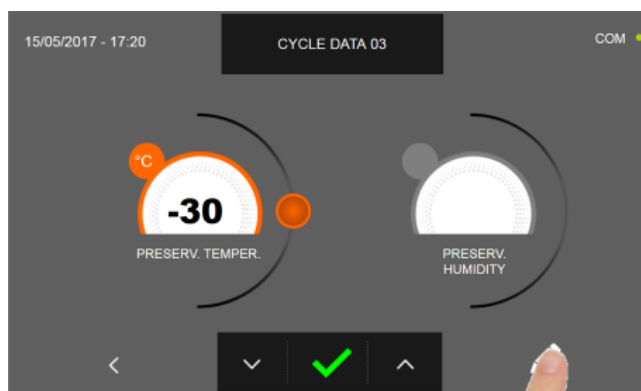 15/05/2017 - 17:20
CYCLE DATA 03
COM
°C
-30
PRESERV. TEMPER.
PRESERV.
HUMIDITY